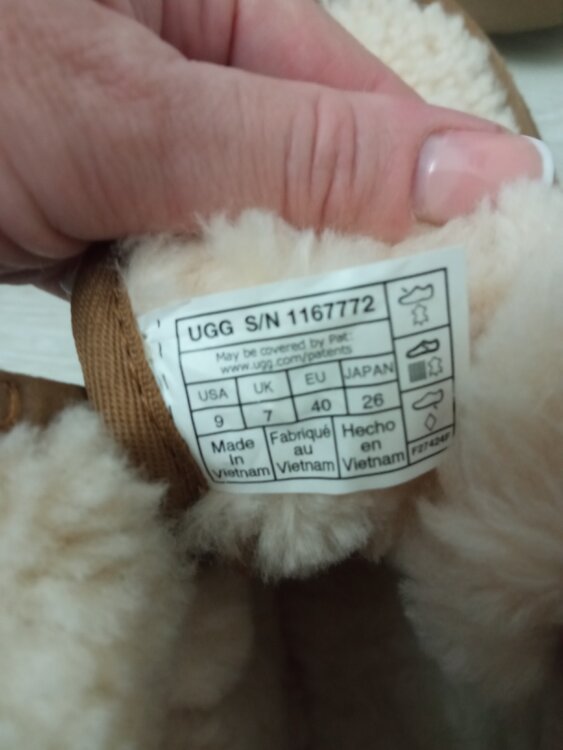 UGG S/N 1167772
May be covered by Pat:
www.ugg.com/patents
USA UK EU JAPAN
9 7 40 26
Made in Vietnam
Fabriqué au Vietnam
Hecho en Vietnam